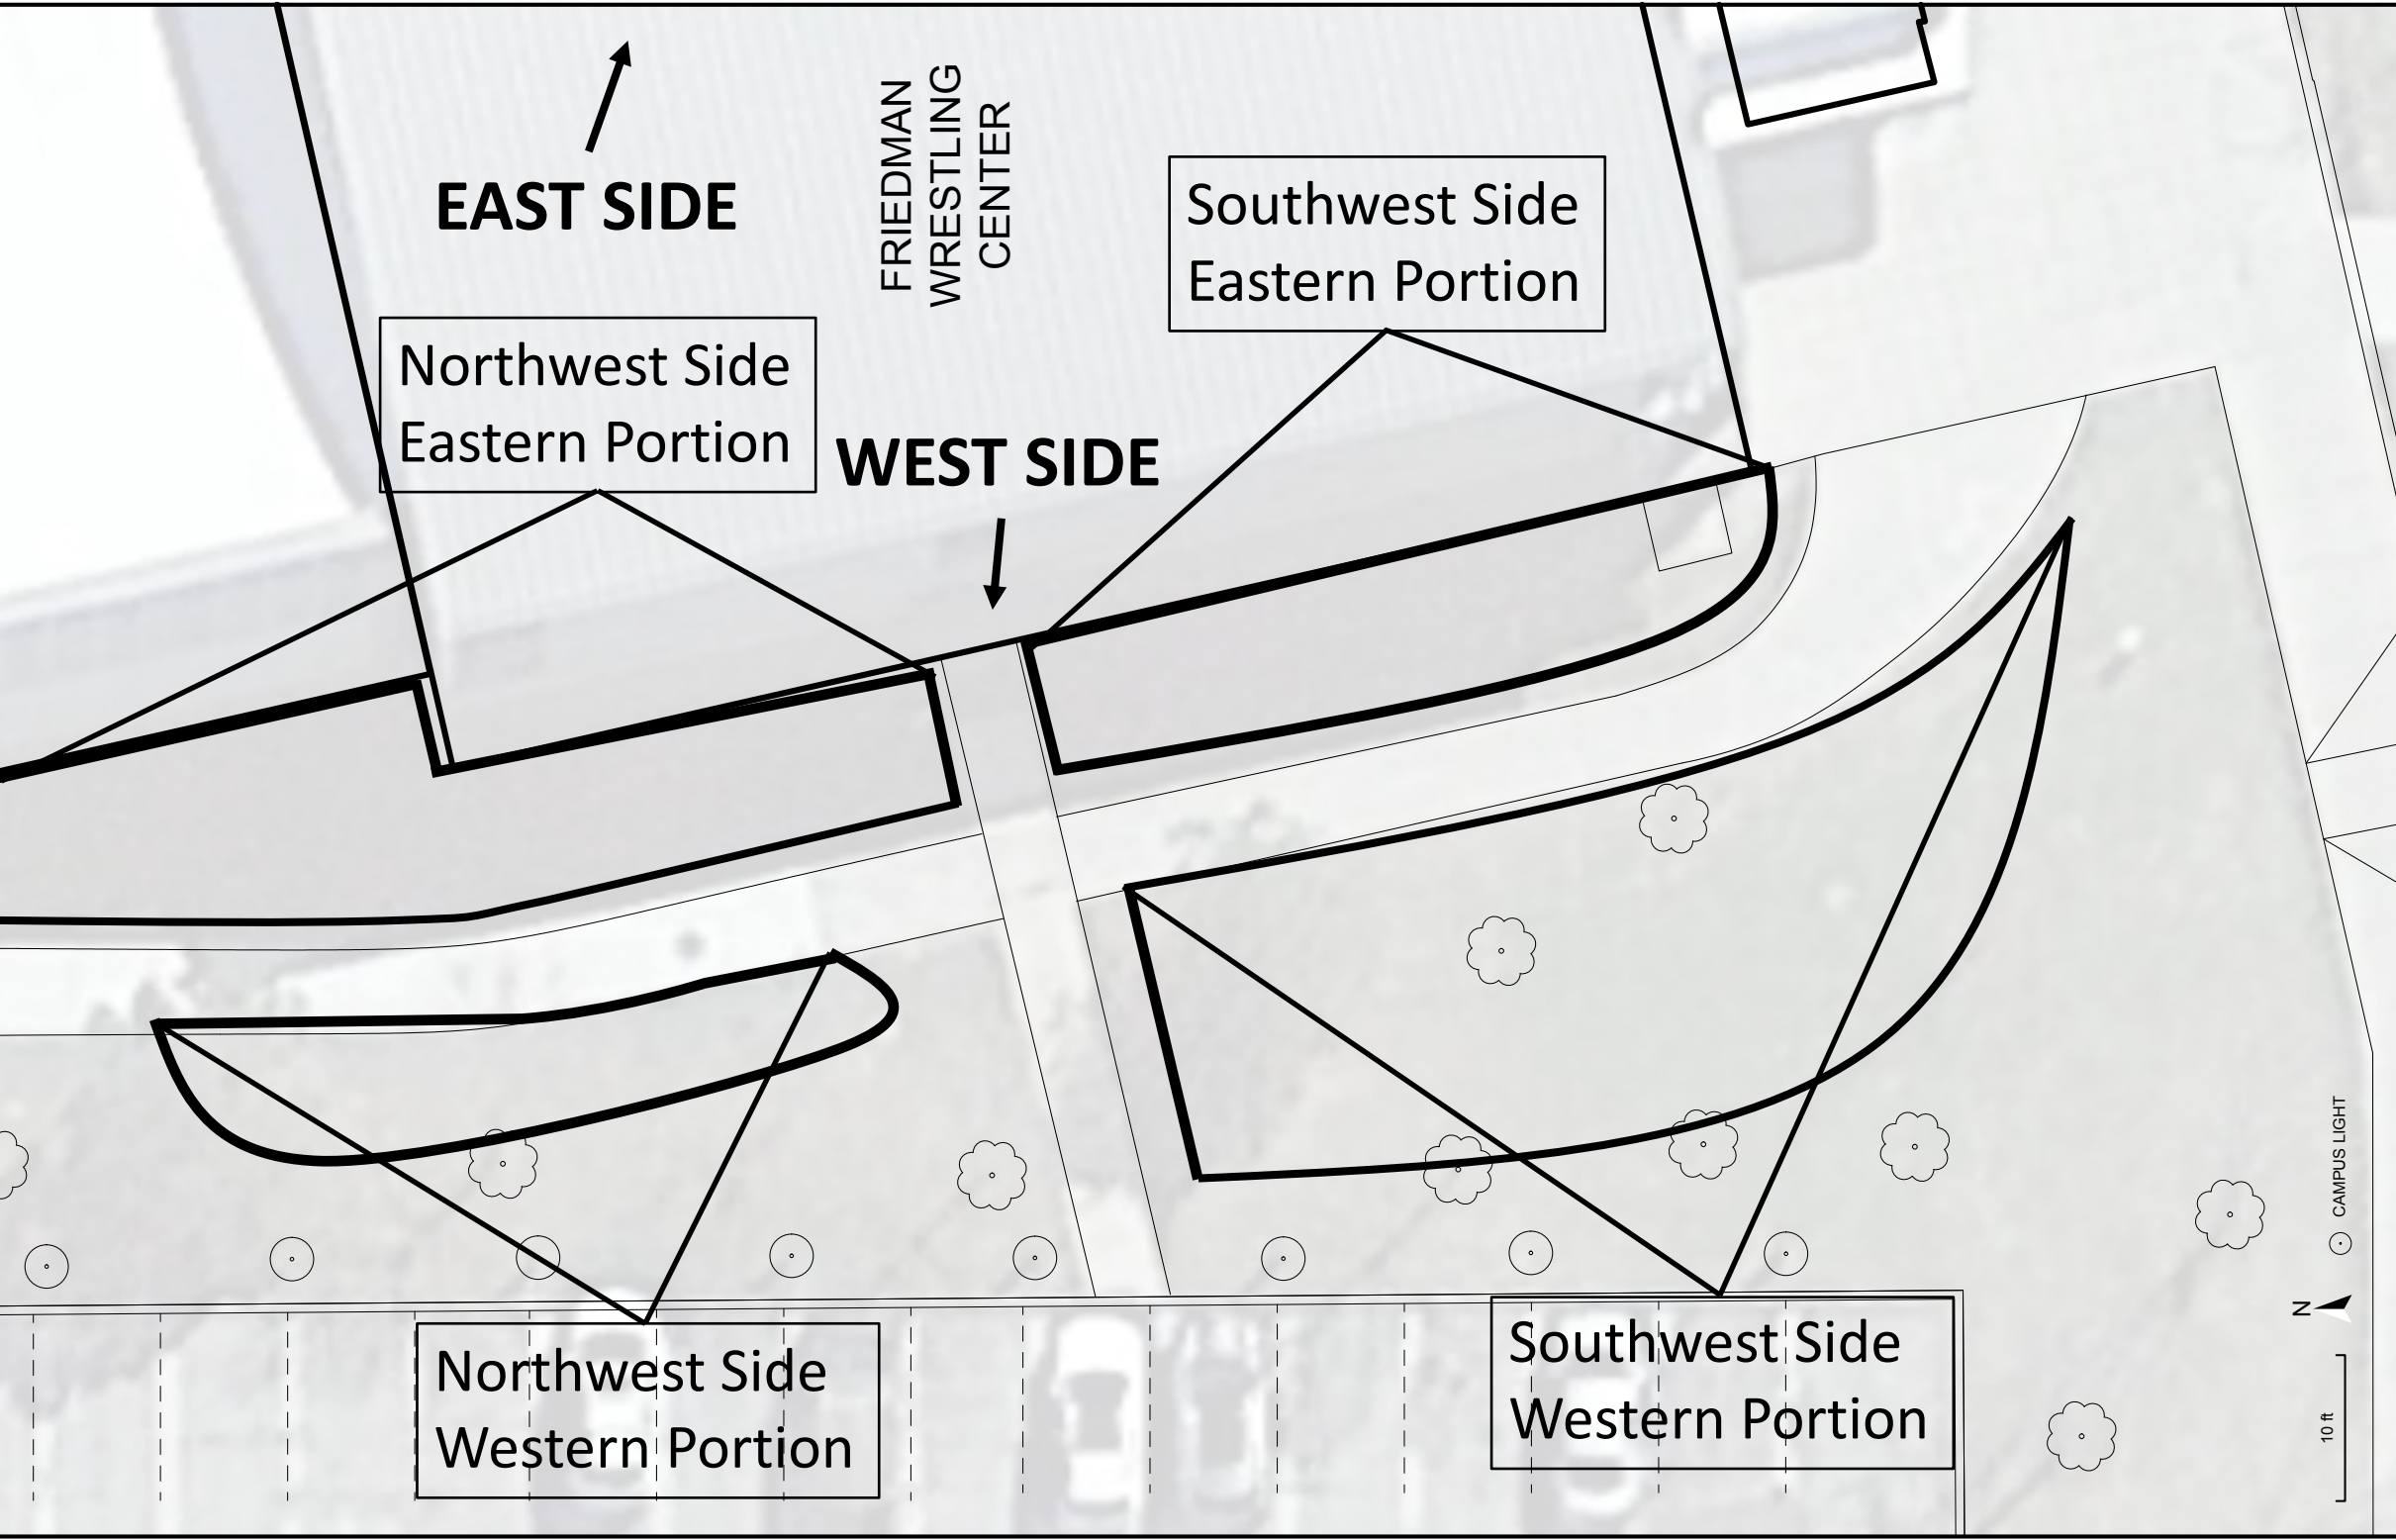 EAST SIDE
FRIEDMAN
WRESTLING
CENTER
Southwest Side
Eastern Portion
Northwest Side
Eastern Portion
WEST SIDE
Northwest Side
Western Portion
Southwest Side
Western Portion
CAMPUS LIGHT
N
10 ft